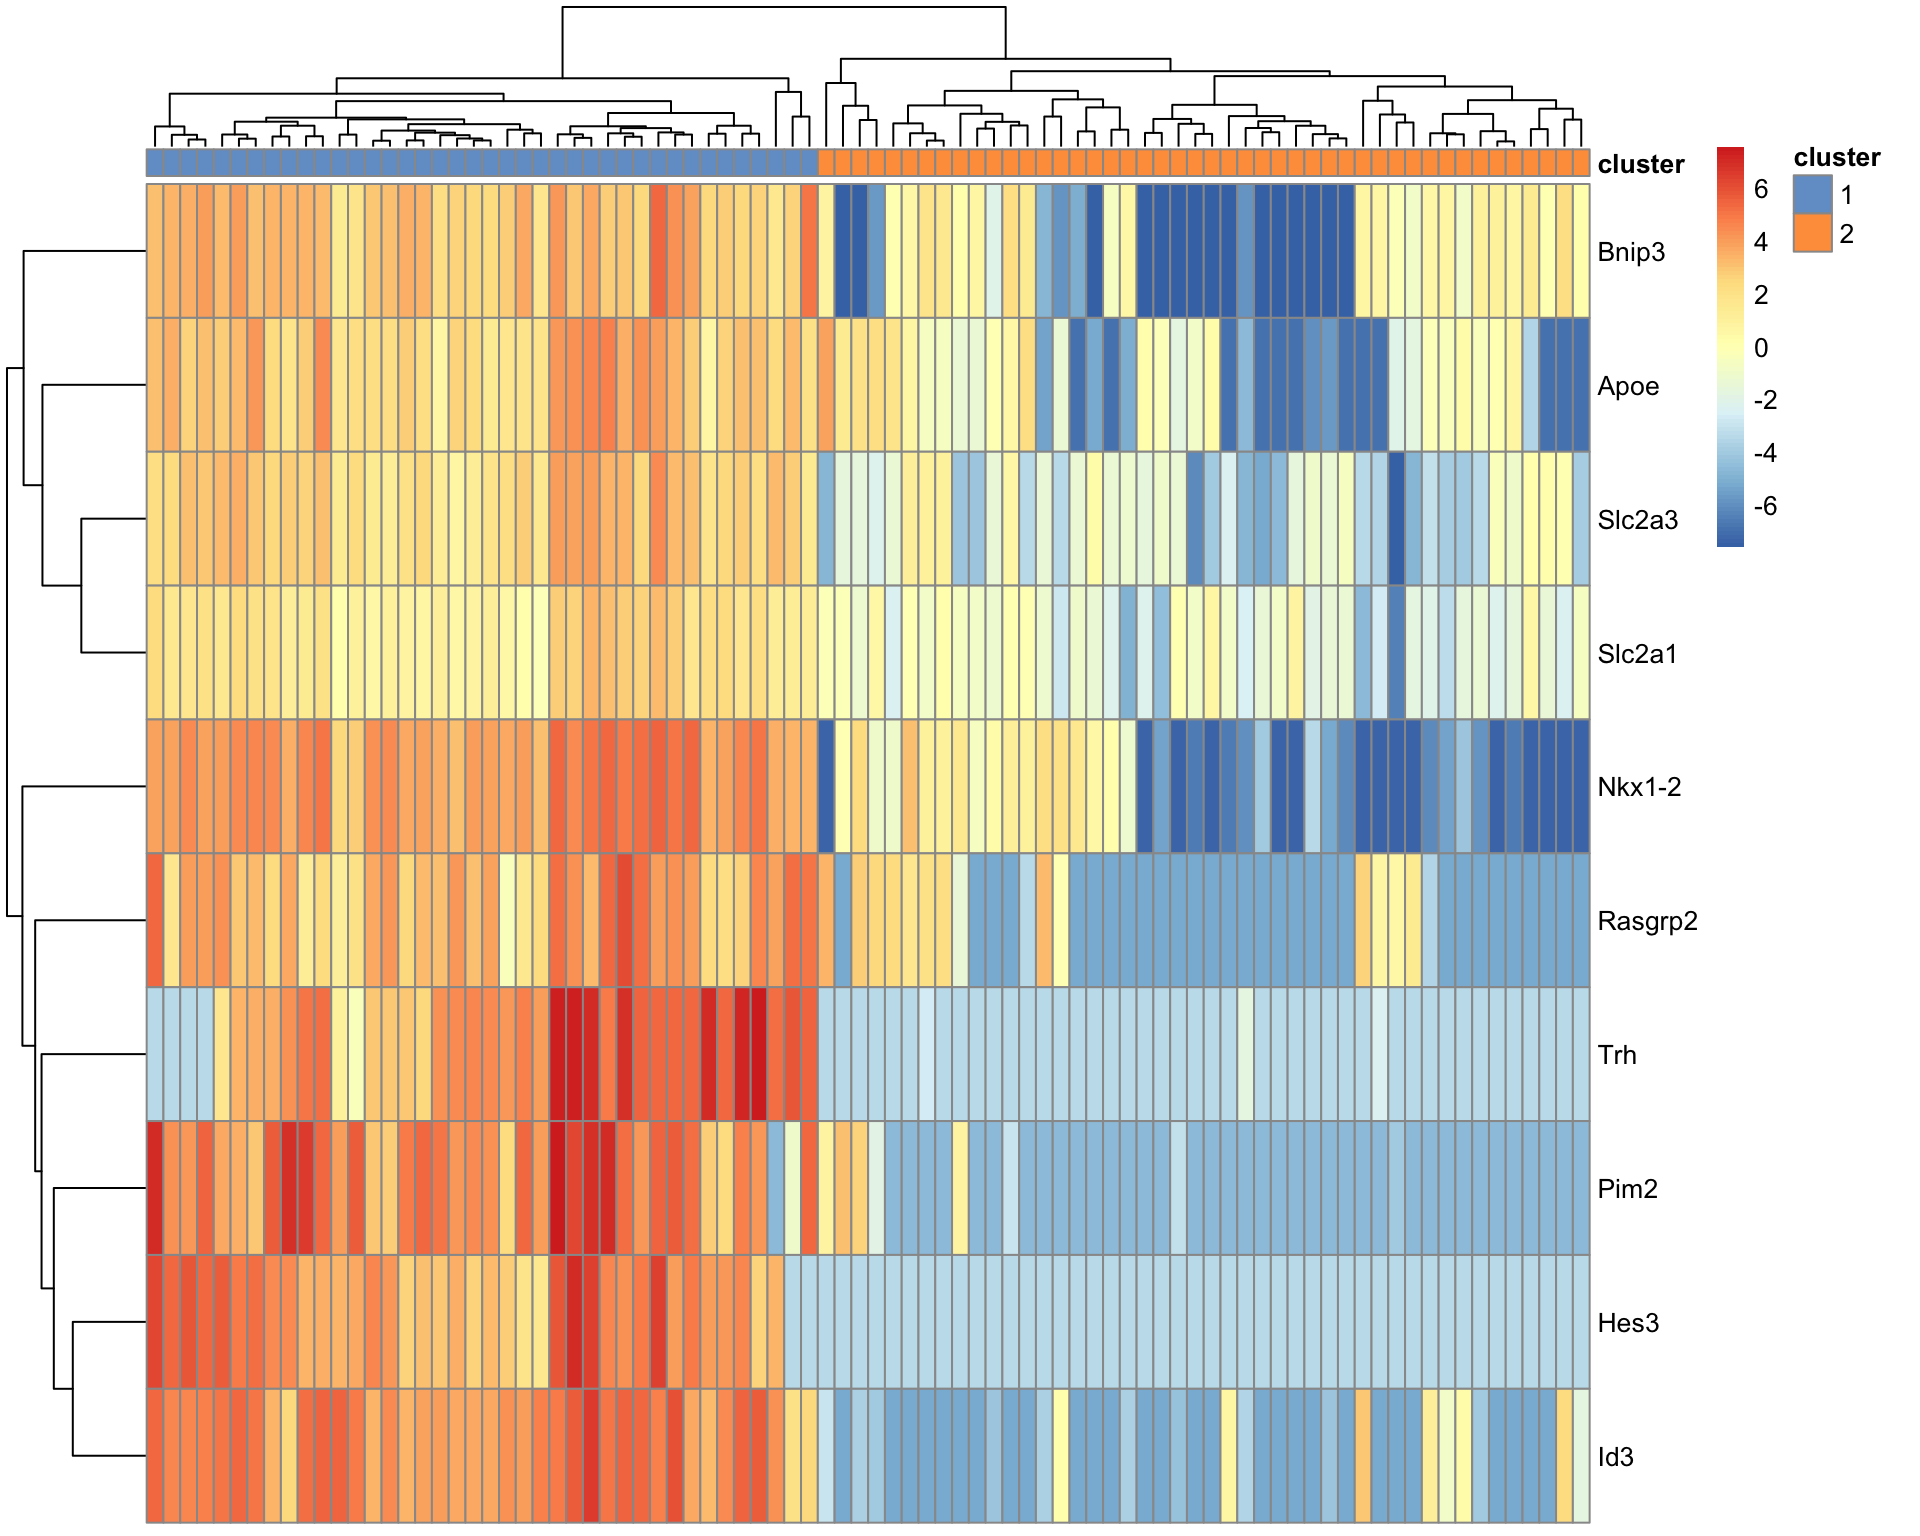 cluster
Bnip3
Apoe
Slc2a3
Slc2a1
Nkx1-2
Rasgrp2
Trh
Pim2
Hes3
Id3
6
4
2
0
-2
-4
-6
cluster
1
2